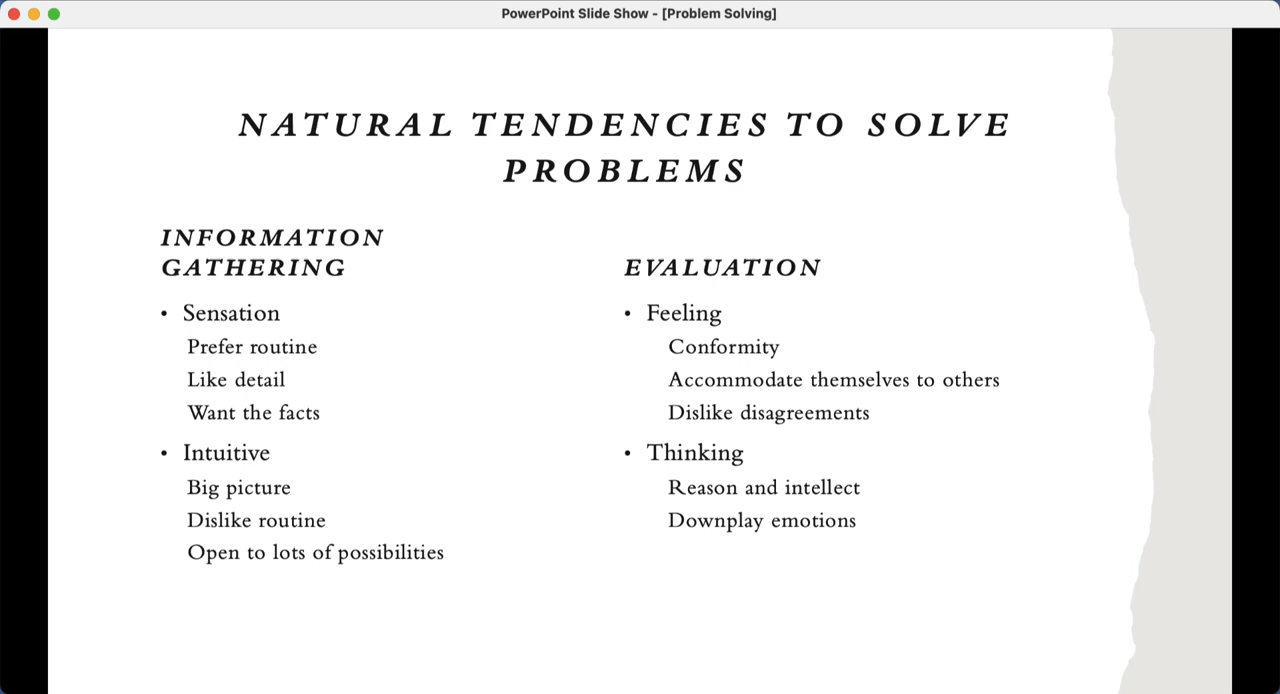 PowerPoint Slide Show - [Problem Solving]
NATURAL TENDENCIES TO SOLVE
PROBLEMS
INFORMATION
GATHERING
• Sensation
Prefer routine
Like detail
Want the facts
• Intuitive
Big picture
Dislike routine
Open to lots of possibilities
EVALUATION
• Feeling
Conformity
Accommodate themselves to others
Dislike disagreements
• Thinking
Reason and intellect
Downplay emotions